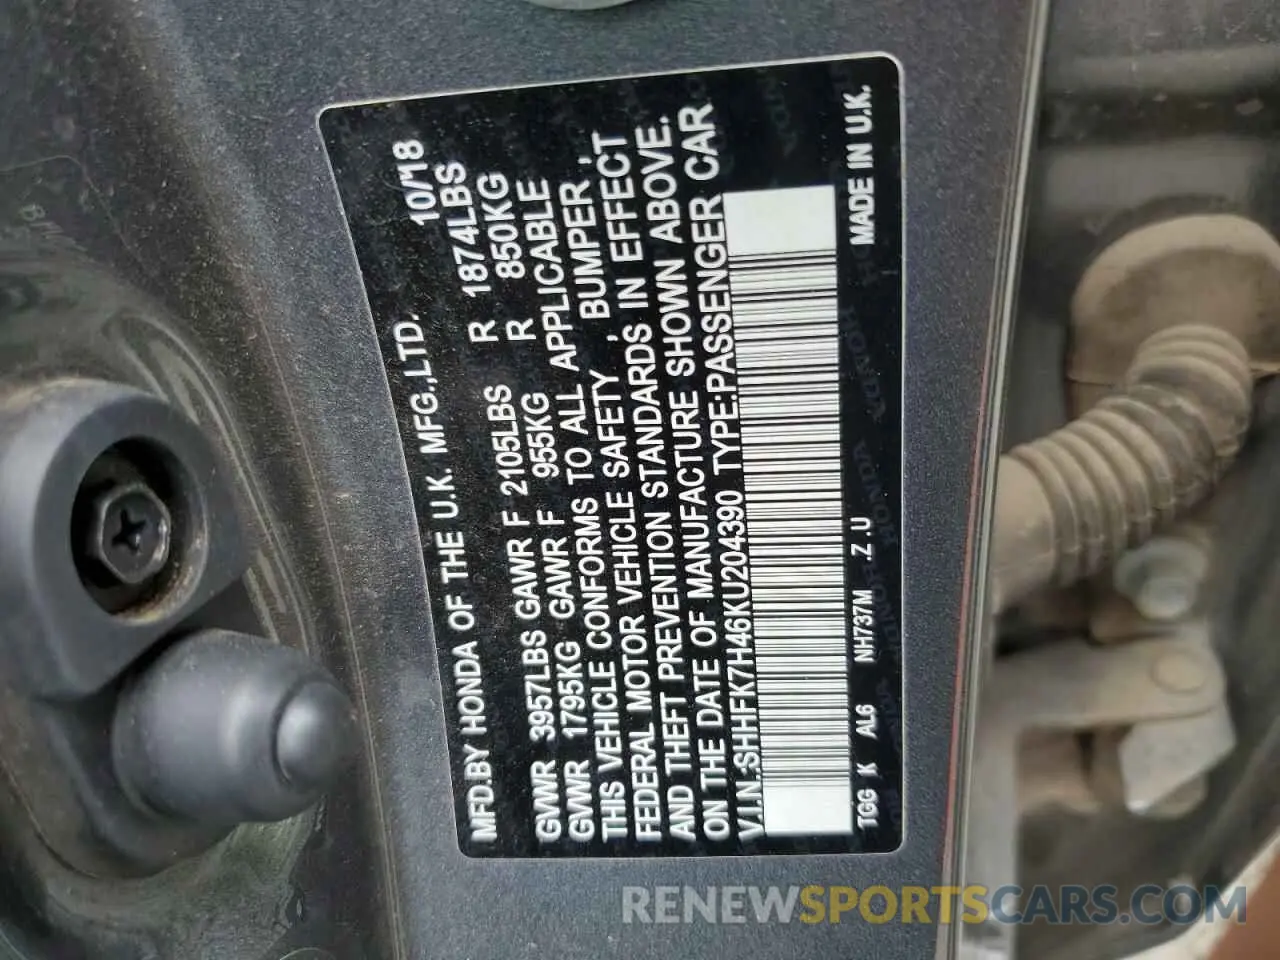 MFD.BY HONDA OF THE U.K. MFG.,LTD. 10/'18
GVWR 3957LBS GAWR F 2105LBS R 1874LBS
GVWR 1795KG GAWR F 955KG R 850KG
THIS VEHICLE CONFORMS TO ALL APPLICABLE
FEDERAL MOTOR VEHICLE SAFETY , BUMPER ,
AND THEFT PREVENTION STANDARDS IN EFFECT
ON THE DATE OF MANUFACTURE SHOWN ABOVE.
V.I.N.:SHHFK7H46KU204390 TYPE:PASSENGER CAR
TGG K AL6 NH737M .Z .U MADE IN U.K.
RENEWSPORTSCARS.COM